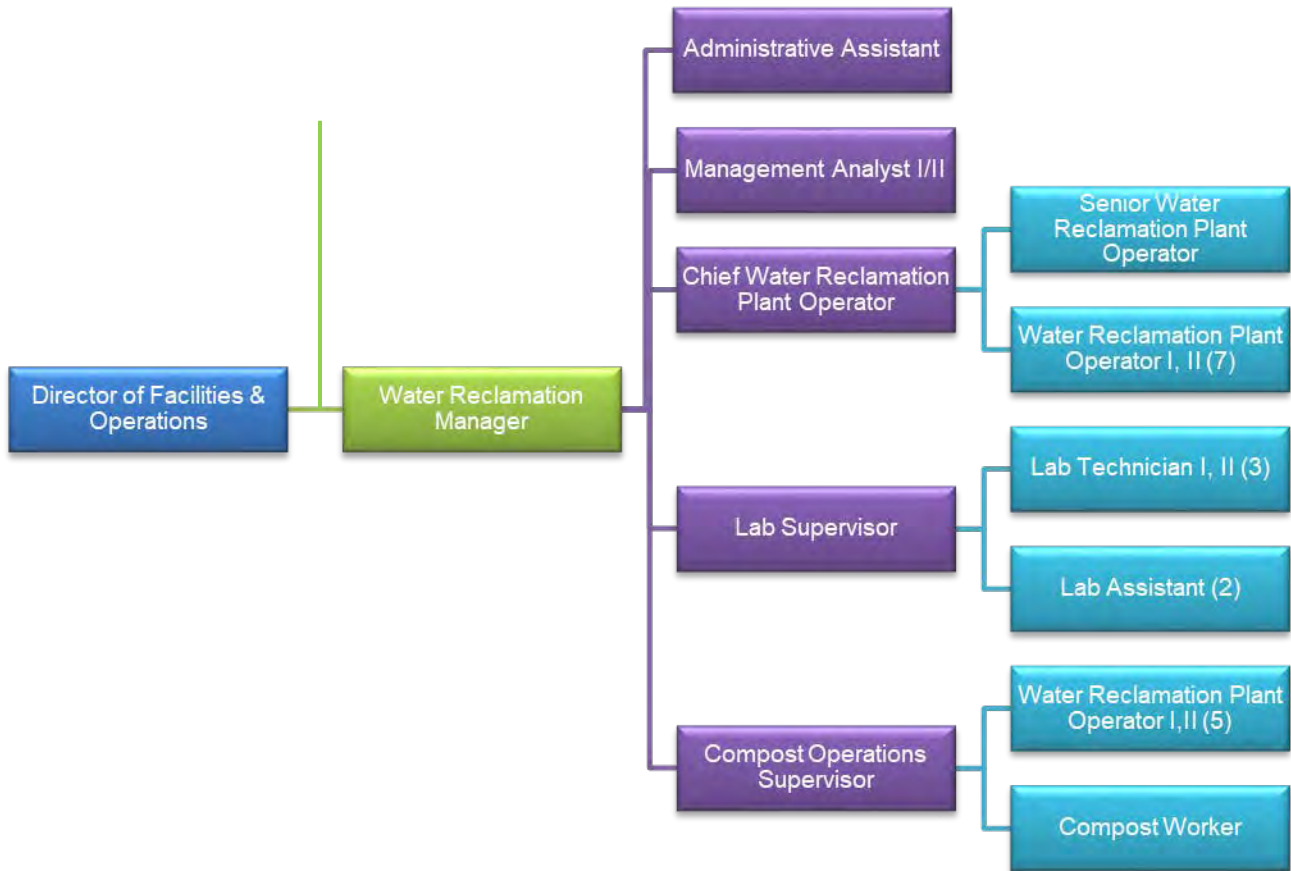 Administrative Assistant
Management Analyst I/II
Chief Water Reclamation
Plant Operator
Senior Water
Reclamation Plant
Operator
Water Reclamation Plant
Operator I, II (7)
Director of Facilities &
Operations
Water Reclamation
Manager
Lab Supervisor
Lab Technician I, II (3)
Lab Assistant (2)
Compost Operations
Supervisor
Water Reclamation Plant
Operator I,II (5)
Compost Worker